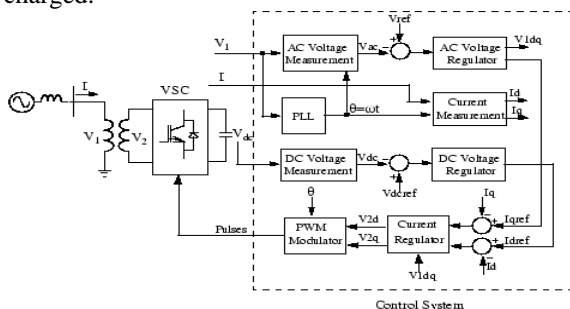 charged.
Vref
V1
AC Voltage
Measurement
Vac
AC Voltage
Regulator
V1dq
I
PLL
θ=ωt
Current
Measurement
Id
Iq
I
VSC
V1
V2
Vdc
DC Voltage
Measurement
Vdc
DC Voltage
Regulator
Vdcref
θ
Iq
Pulses
PWM
Modulator
V2d
V2q
Current
Regulator
Iqref
Idref
V1dq
Id
Control System